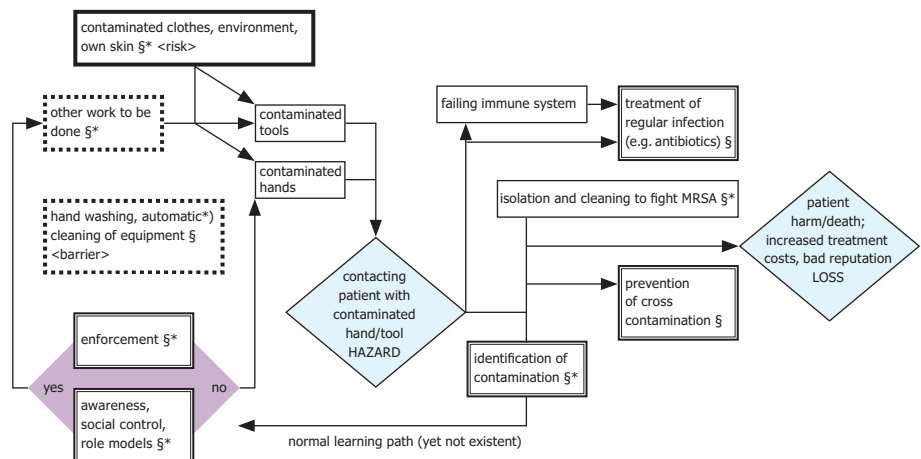 contaminated clothes, environment,
own skin §* <risk>
other work to be
done §*
contaminated
tools
contaminated
hands
hand washing, automatic*)
cleaning of equipment §
<barrier>
enforcement §*
yes
no
awareness,
social control,
role models §*
contacting
patient with
contaminated
hand/tool
HAZARD
failing immune system
treatment of
regular infection
(e.g. antibiotics) §
isolation and cleaning to fight MRSA §*
patient
harm/death;
increased treatment
costs, bad reputation
LOSS
prevention
of cross
contamination §
identification of
contamination §*
normal learning path (yet not existent)